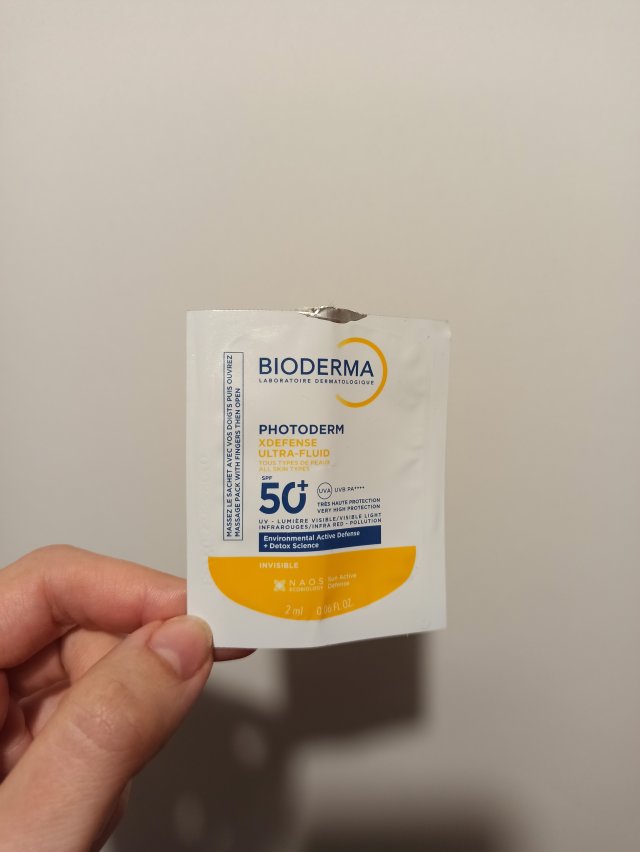 MASSEZ LE SACHET AVEC VOS DOIGTS PUIS OUVREZ
MASSAGE PACK WITH FINGERS THEN OPEN
BIODERMA
LABORATOIRE DERMATOLOGIQUE
PHOTODERM
XDEFENSE
ULTRA-FLUID
TOUS TYPES DE PEAUX
ALL SKIN TYPES
SPF
50+
UVA UVB PA++++
TRÈS HAUTE PROTECTION
VERY HIGH PROTECTION
UV - LUMIÈRE VISIBLE/VISIBLE LIGHT
INFRAROUGES/INFRA RED - POLLUTION
Environmental Active Defense
+ Detox Science
INVISIBLE
NAOS
ECOBIOLOGY
Sun Active
Defense
2 ml 0.06 FL.OZ.